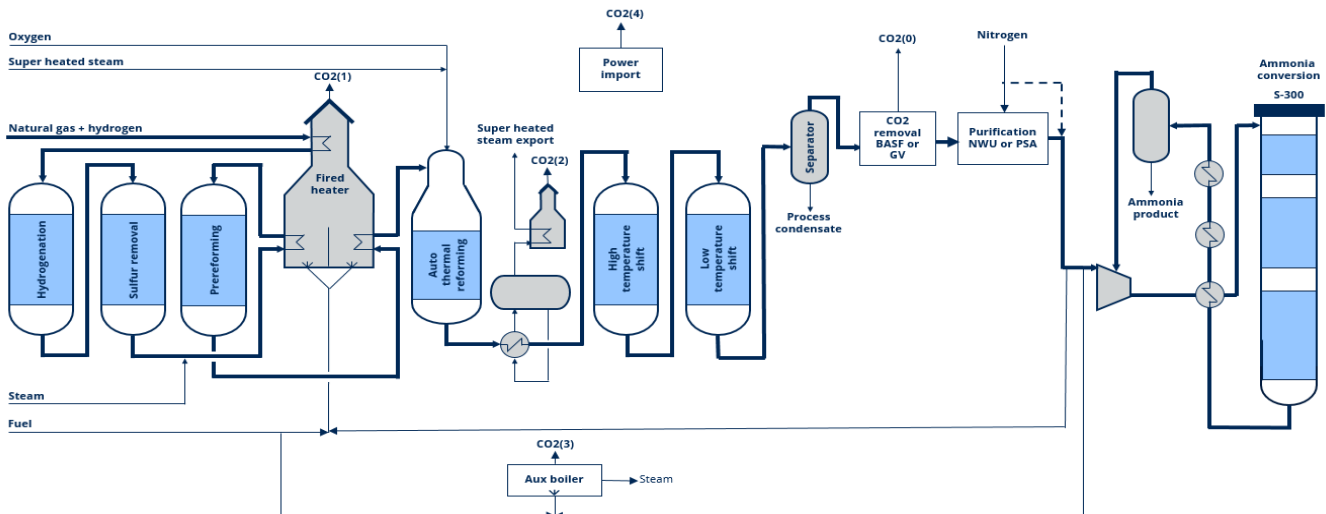 CO2(4)
Oxygen
Power
import
Super heated steam
CO2(1)
CO2(0)
Nitrogen
Ammonia
conversion
S-300
Natural gas + hydrogen
Fired
heater
Super heated
steam export
CO2(2)
Separator
CO2
removal
BASF or
GV
Purification
NWU or PSA
Ammonia
product
Process
condensate
Hydrogenation
Sulfur removal
Prereforming
Auto
thermal
reforming
High
temperature
shift
Low
temperature
shift
Steam
Fuel
CO2(3)
Aux boiler
Steam